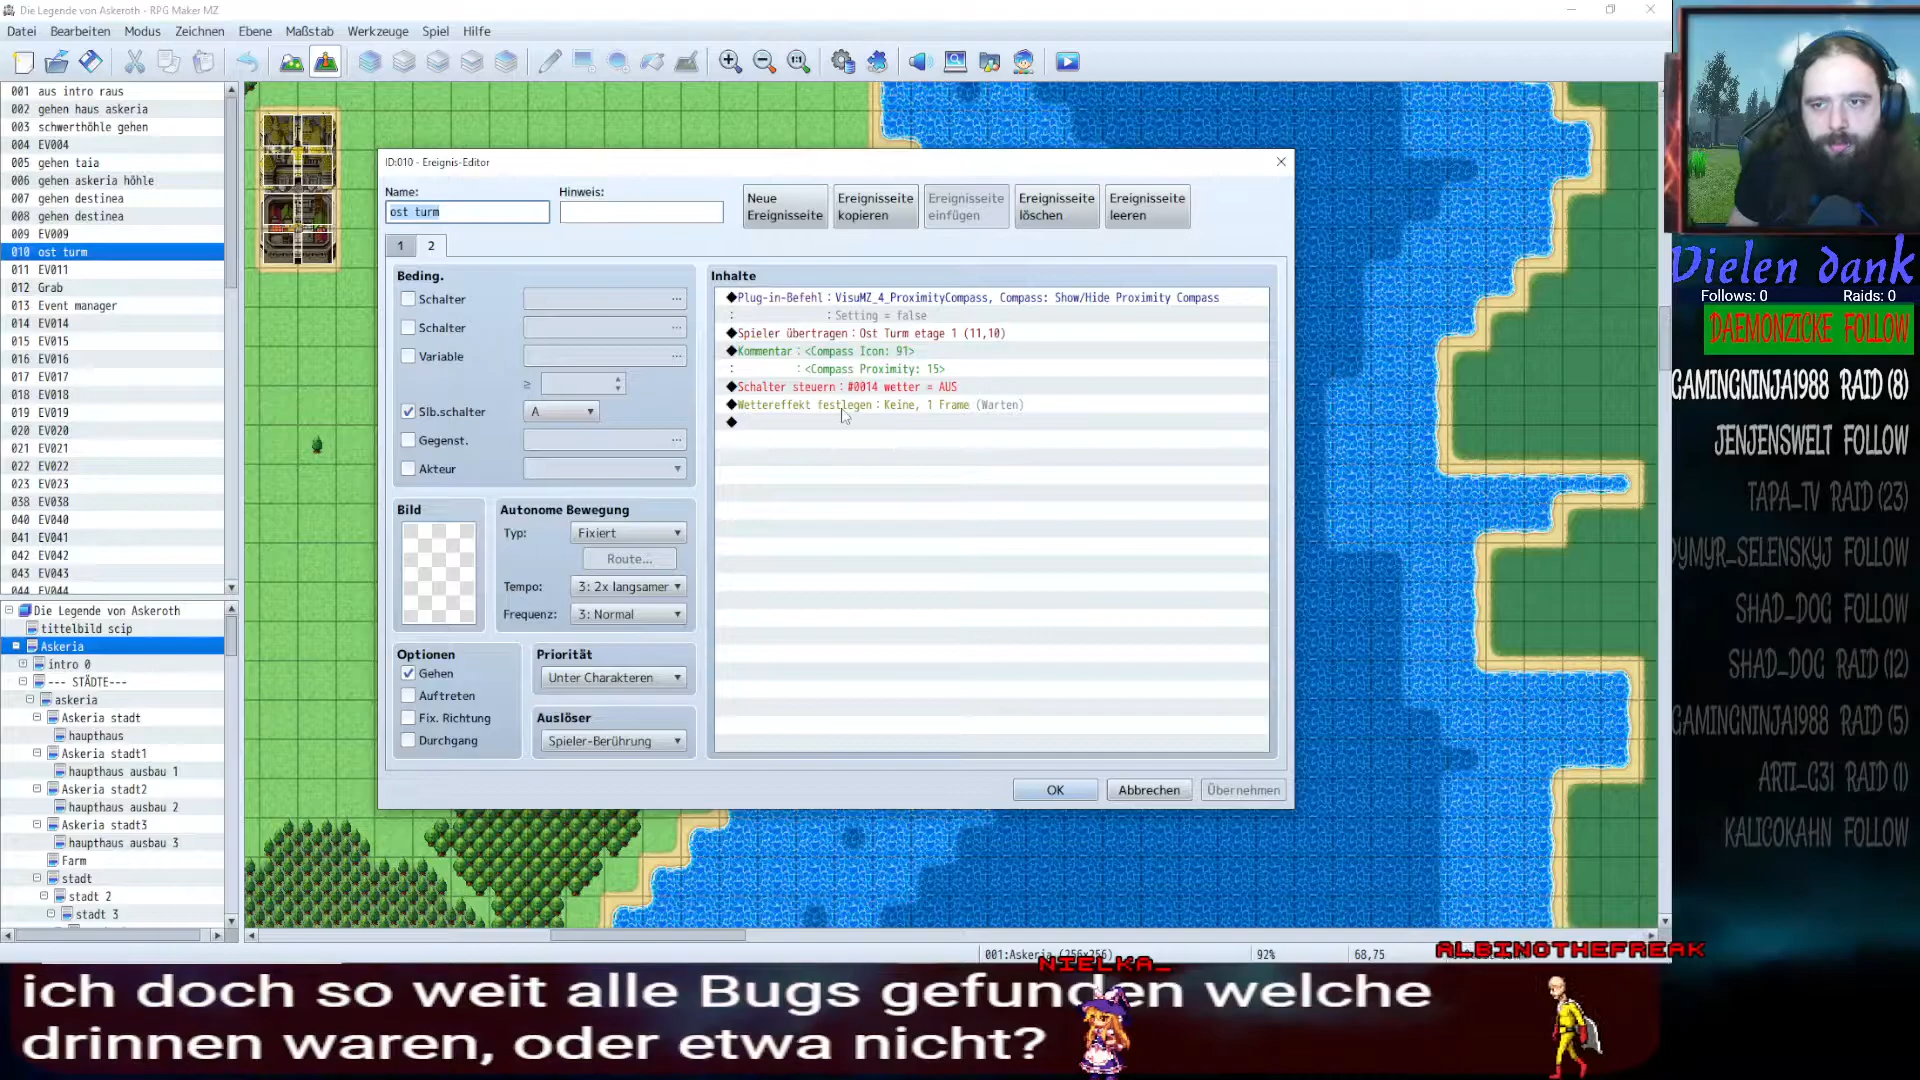 Die Legende von Askeroth - RPG Maker MZ
Datei Bearbeiten Modus Zeichnen Ebene Maßstab Werkzeuge Spiel Hilfe
001 aus intro raus
002 gehen haus askeria
003 schwerthöhle gehen
004 EV004
005 gehen taia
006 gehen askeria höhle
007 gehen destinea
008 gehen destinea
009 EV009
010 ost turm
011 EV011
012 Grab
013 Event manager
014 EV014
015 EV015
016 EV016
017 EV017
018 EV018
019 EV019
020 EV020
021 EV021
022 EV022
023 EV023
038 EV038
040 EV040
041 EV041
042 EV042
043 EV043
044 EV044
Die Legende von Askeroth
tittelbild scip
Askeria
intro 0
--- STÄDTE---
askeria
Askeria stadt
haupthaus
Askeria stadt1
haupthaus ausbau 1
Askeria stadt2
haupthaus ausbau 2
Askeria stadt3
haupthaus ausbau 3
Farm
stadt
stadt 2
stadt 3
ID:010 - Ereignis-Editor
Name:
Hinweis:
ost turm
Neue Ereignisseite
Ereignisseite kopieren
Ereignisseite einfügen
Ereignisseite löschen
Ereignisseite leeren
1 2
Beding.
Schalter ...
Schalter ...
Variable ...
≥
Slb.schalter A
Gegenst. ...
Akteur
Bild
Autonome Bewegung
Typ: Fixiert
Route...
Tempo: 3: 2x langsamer
Frequenz: 3: Normal
Optionen
Gehen
Auftreten
Fix. Richtung
Durchgang
Priorität
Unter Charakteren
Auslöser
Spieler-Berührung
Inhalte
◆Plug-in-Befehl : VisuMZ_4_ProximityCompass, Compass: Show/Hide Proximity Compass
: : Setting = false
◆Spieler übertragen : Ost Turm etage 1 (11,10)
◆Kommentar : <Compass Icon: 91>
: : <Compass Proximity: 15>
◆Schalter steuern : #0014 wetter = AUS
◆Wettereffekt festlegen : Keine, 1 Frame (Warten)
◆
OK Abbrechen Übernehmen
001:Askeria (256x256) 92% 68,75
Vielen dank
Follows: 0 Raids: 0
DAEMONZICKE FOLLOW
GAMINGNINJA1988 RAID (8)
JENJENSWELT FOLLOW
TAPA_TV RAID (23)
DYMYR_SELENSKYJ FOLLOW
SHAD_DOG FOLLOW
SHAD_DOG RAID (12)
GAMINGNINJA1988 RAID (5)
ARTI_G31 RAID (1)
KALICOKAHN FOLLOW
ALBINOTHEFREAK
NIELKA_
ich doch so weit alle Bugs gefunden welche
drinnen waren, oder etwa nicht?